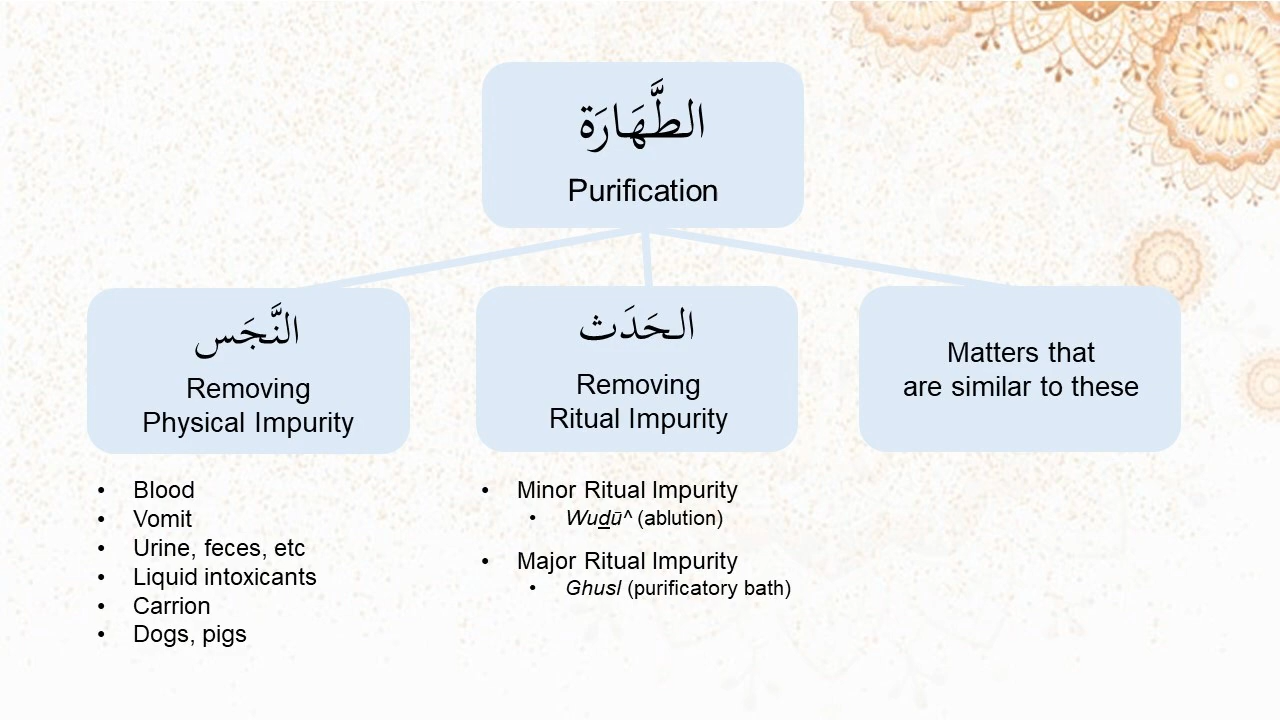 الطَّهَارَة
Purification
النَّجَس
Removing
Physical Impurity
• Blood
• Vomit
• Urine, feces, etc
• Liquid intoxicants
• Carrion
• Dogs, pigs
الحَدَث
Removing
Ritual Impurity
• Minor Ritual Impurity
• Wuḏū^ (ablution)
• Major Ritual Impurity
• Ghusl (purificatory bath)
Matters that
are similar to these